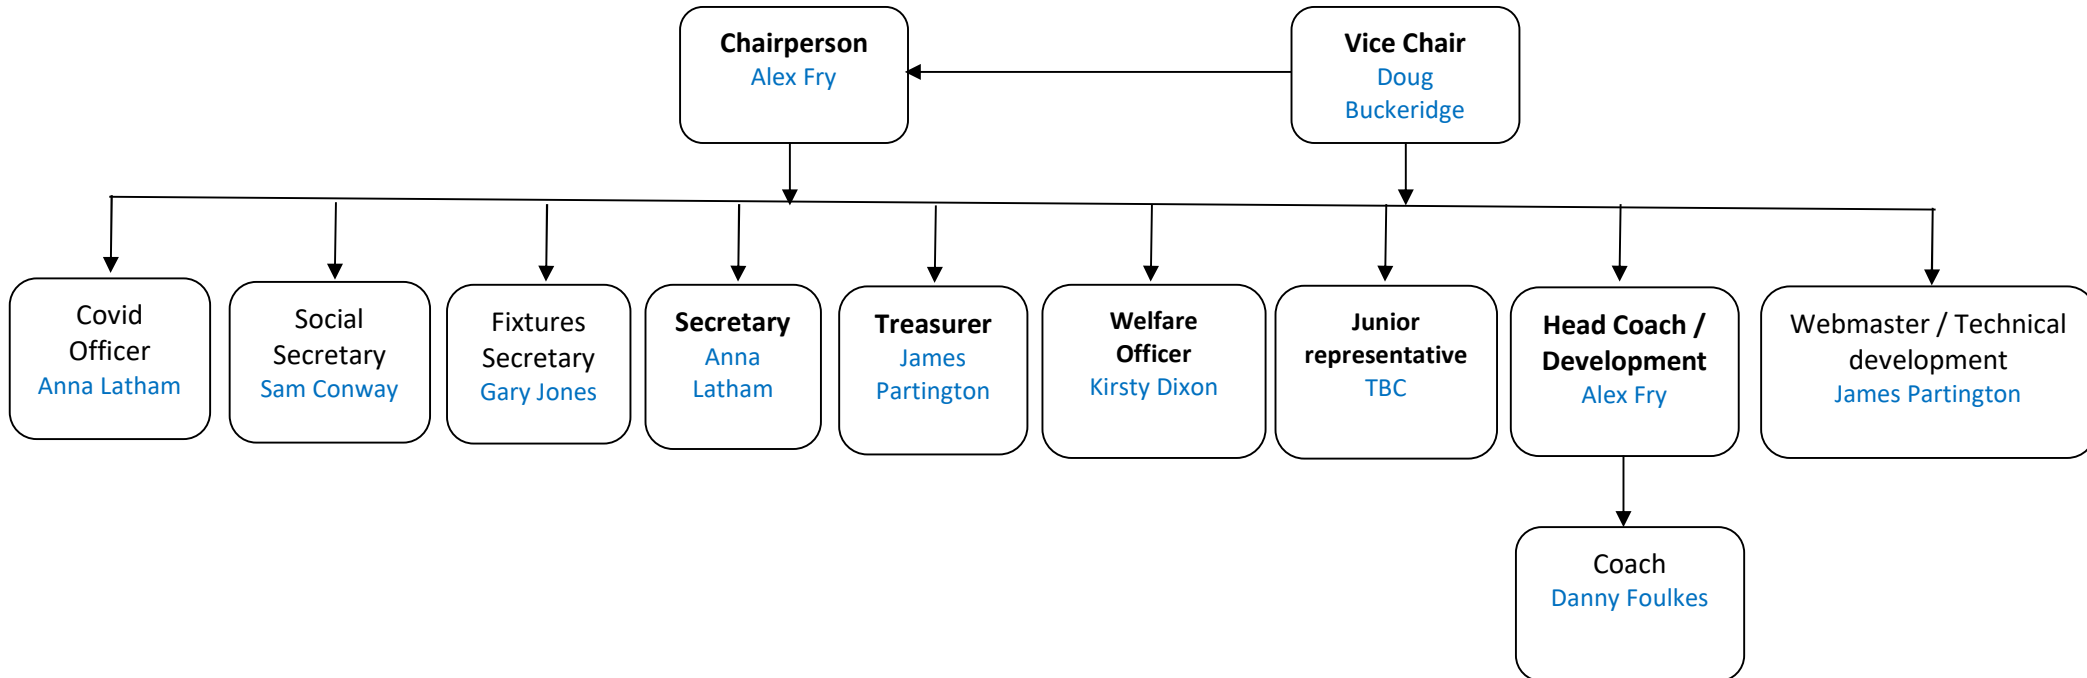 Chairperson
Alex Fry
Vice Chair
Doug
Buckeridge
Covid
Officer
Anna Latham
Social
Secretary
Sam Conway
Fixtures
Secretary
Gary Jones
Secretary
Anna
Latham
Treasurer
James
Partington
Welfare
Officer
Kirsty Dixon
Junior
representative
TBC
Head Coach /
Development
Alex Fry
Webmaster / Technical
development
James Partington
Coach
Danny Foulkes